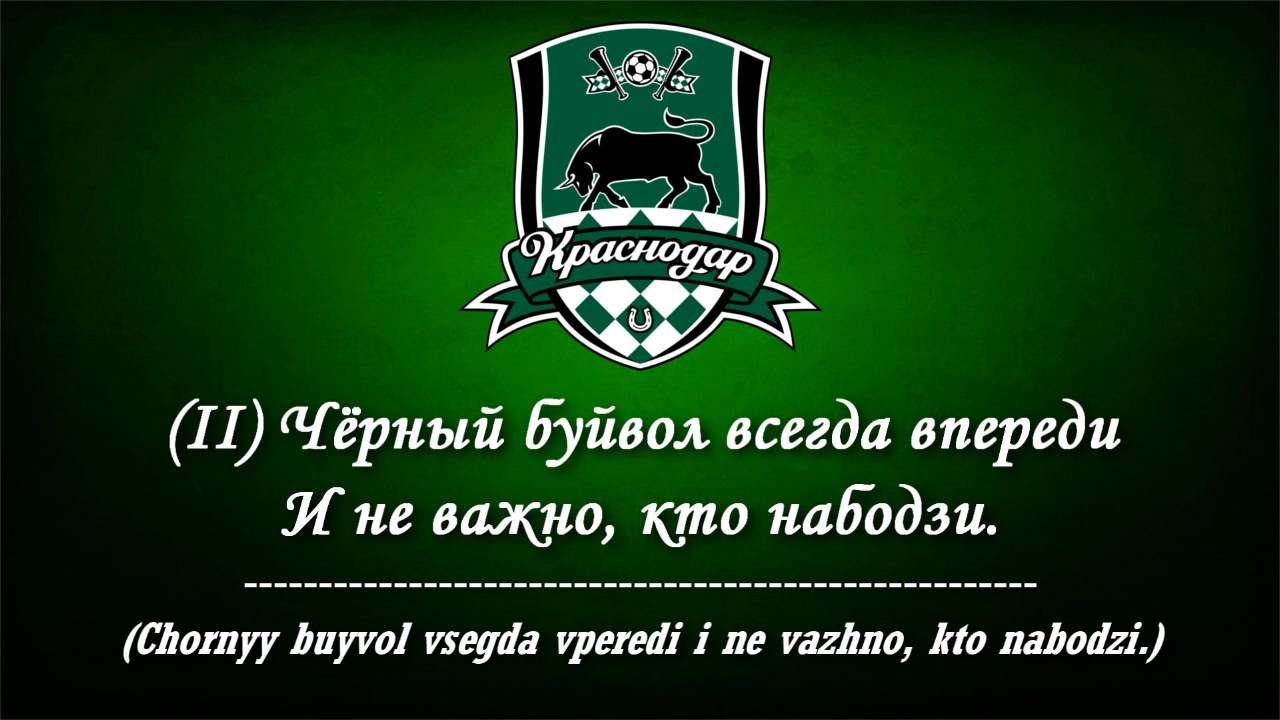 Краснодар
(II) Чёрный буйвол всегда впереди
И не важно, кто набодзи.
------------------------------------------------------
(Chornyy buyvol vsegda vperedi i ne vazhno, kto nabodzi.)